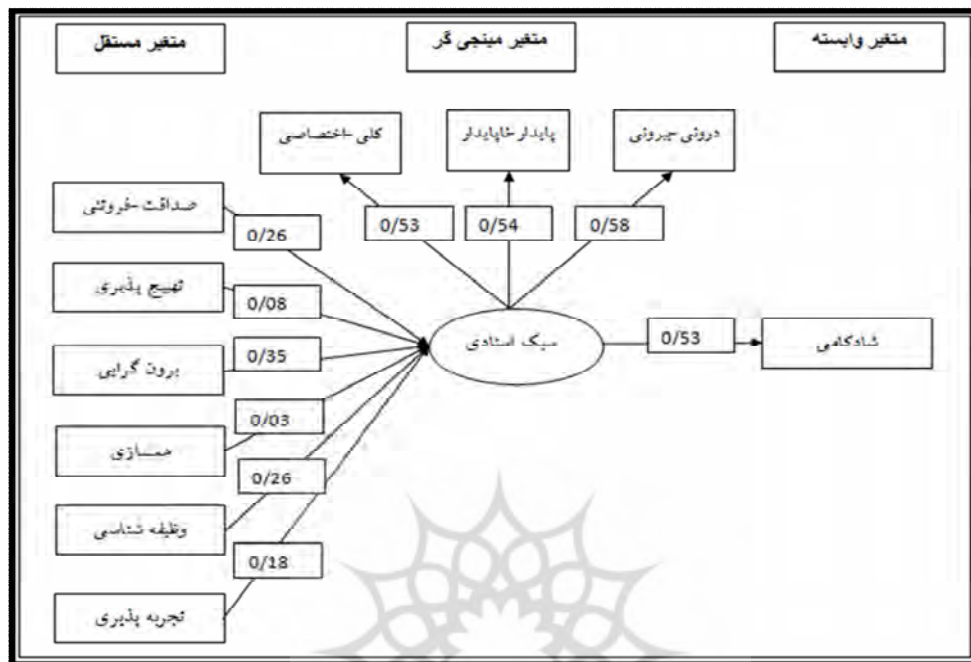 متغیر مستقل
متغیر مینجی گر
متغیر وابسته
کلی-اختصاصی
پایدار-ناپایدار
درونی-بیرونی
0/53
0/54
0/58
صداقت-فروتنی
0/26
تهییج پذیری
0/08
برون گرایی
0/35
همسازی
0/03
وظیفه شناسی
0/26
تجربه پذیری
0/18
سبک اسنادی
0/53
شادکامی